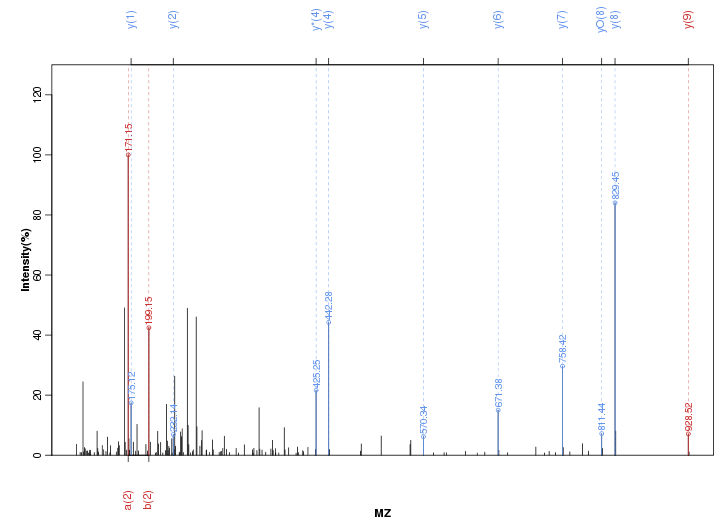 y(1)
y(2)
y*(4)
y(4)
y(5)
y(6)
y(7)
yO(8)
y(8)
y(9)
Intensity(%)
0
20
40
60
80
100
120
171.15
175.12
199.15
232.14
425.25
442.28
570.34
671.38
758.42
811.44
829.45
928.52
a(2)
b(2)
MZ